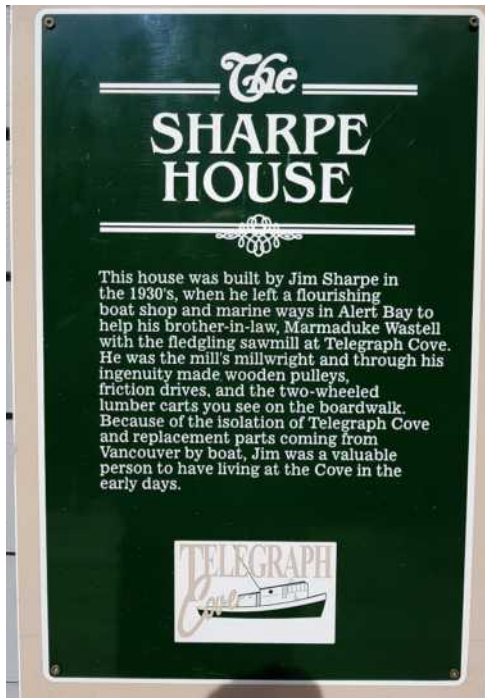 The
SHARPE
HOUSE
This house was built by Jim Sharpe in
the 1930's, when he left a flourishing
boat shop and marine ways in Alert Bay to
help his brother-in-law, Marmaduke Wastell
with the fledgling sawmill at Telegraph Cove.
He was the mill's millwright and through his
ingenuity made wooden pulleys,
friction drives, and the two-wheeled
lumber carts you see on the boardwalk.
Because of the isolation of Telegraph Cove
and replacement parts coming from
Vancouver by boat, Jim was a valuable
person to have living at the Cove in the
early days.
TELEGRAPH
Cove